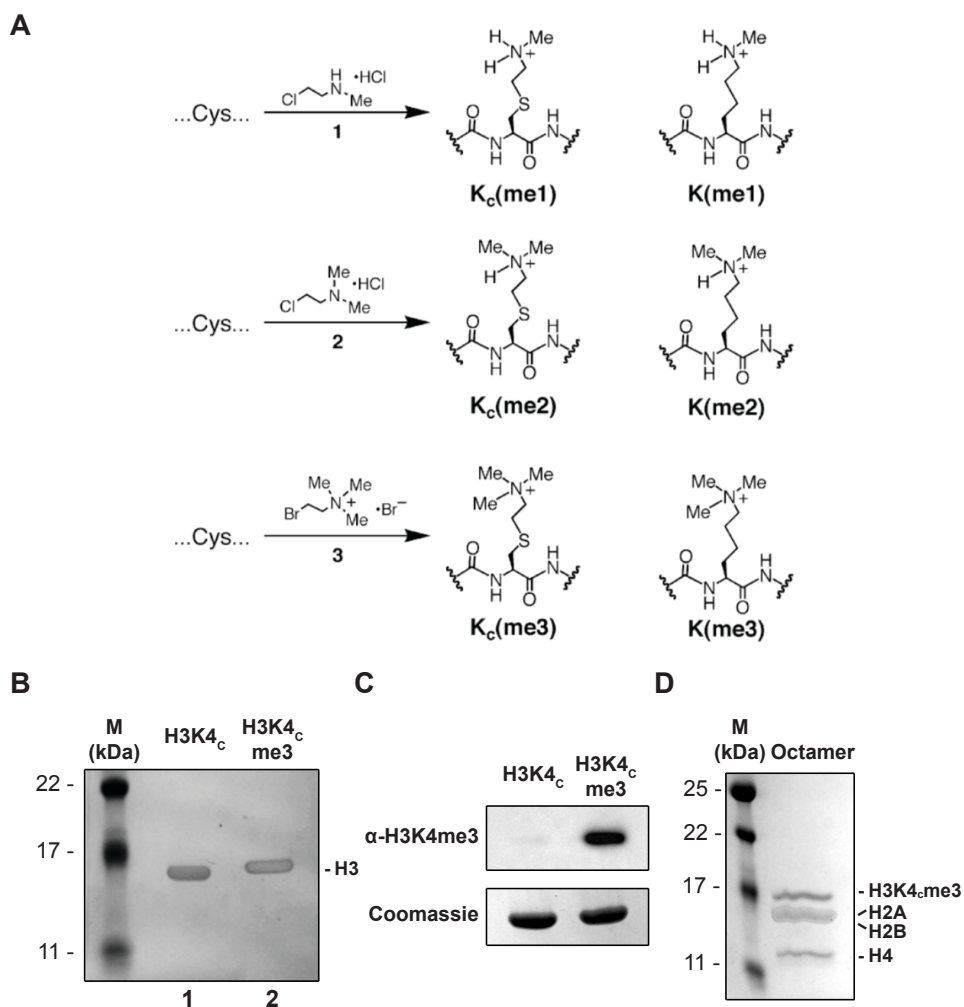 A
H
N
·HCl
Cl
Me
...Cys...
1
H
Me
N
+
H
S
O
H
N
N
H
O
Kc(me1)
H
Me
N
+
H
O
H
N
N
H
O
K(me1)
Me
N
·HCl
Cl
Me
...Cys...
2
Me
Me
N
+
H
S
O
H
N
N
H
O
Kc(me2)
Me
Me
N
+
H
O
H
N
N
H
O
K(me2)
Me
Me
N
+
Br
Me
·Br−
...Cys...
3
Me
Me
N
+
Me
S
O
H
N
N
H
O
Kc(me3)
Me
Me
N
+
Me
O
H
N
N
H
O
K(me3)
B
M
(kDa)
H3K4c
H3K4c
me3
22 -
17 -
11 -
- H3
1
2
C
H3K4c
H3K4c
me3
α-H3K4me3
Coomassie
D
M
(kDa)
Octamer
25 -
22 -
17 -
11 -
- H3K4cme3
H2A
H2B
- H4